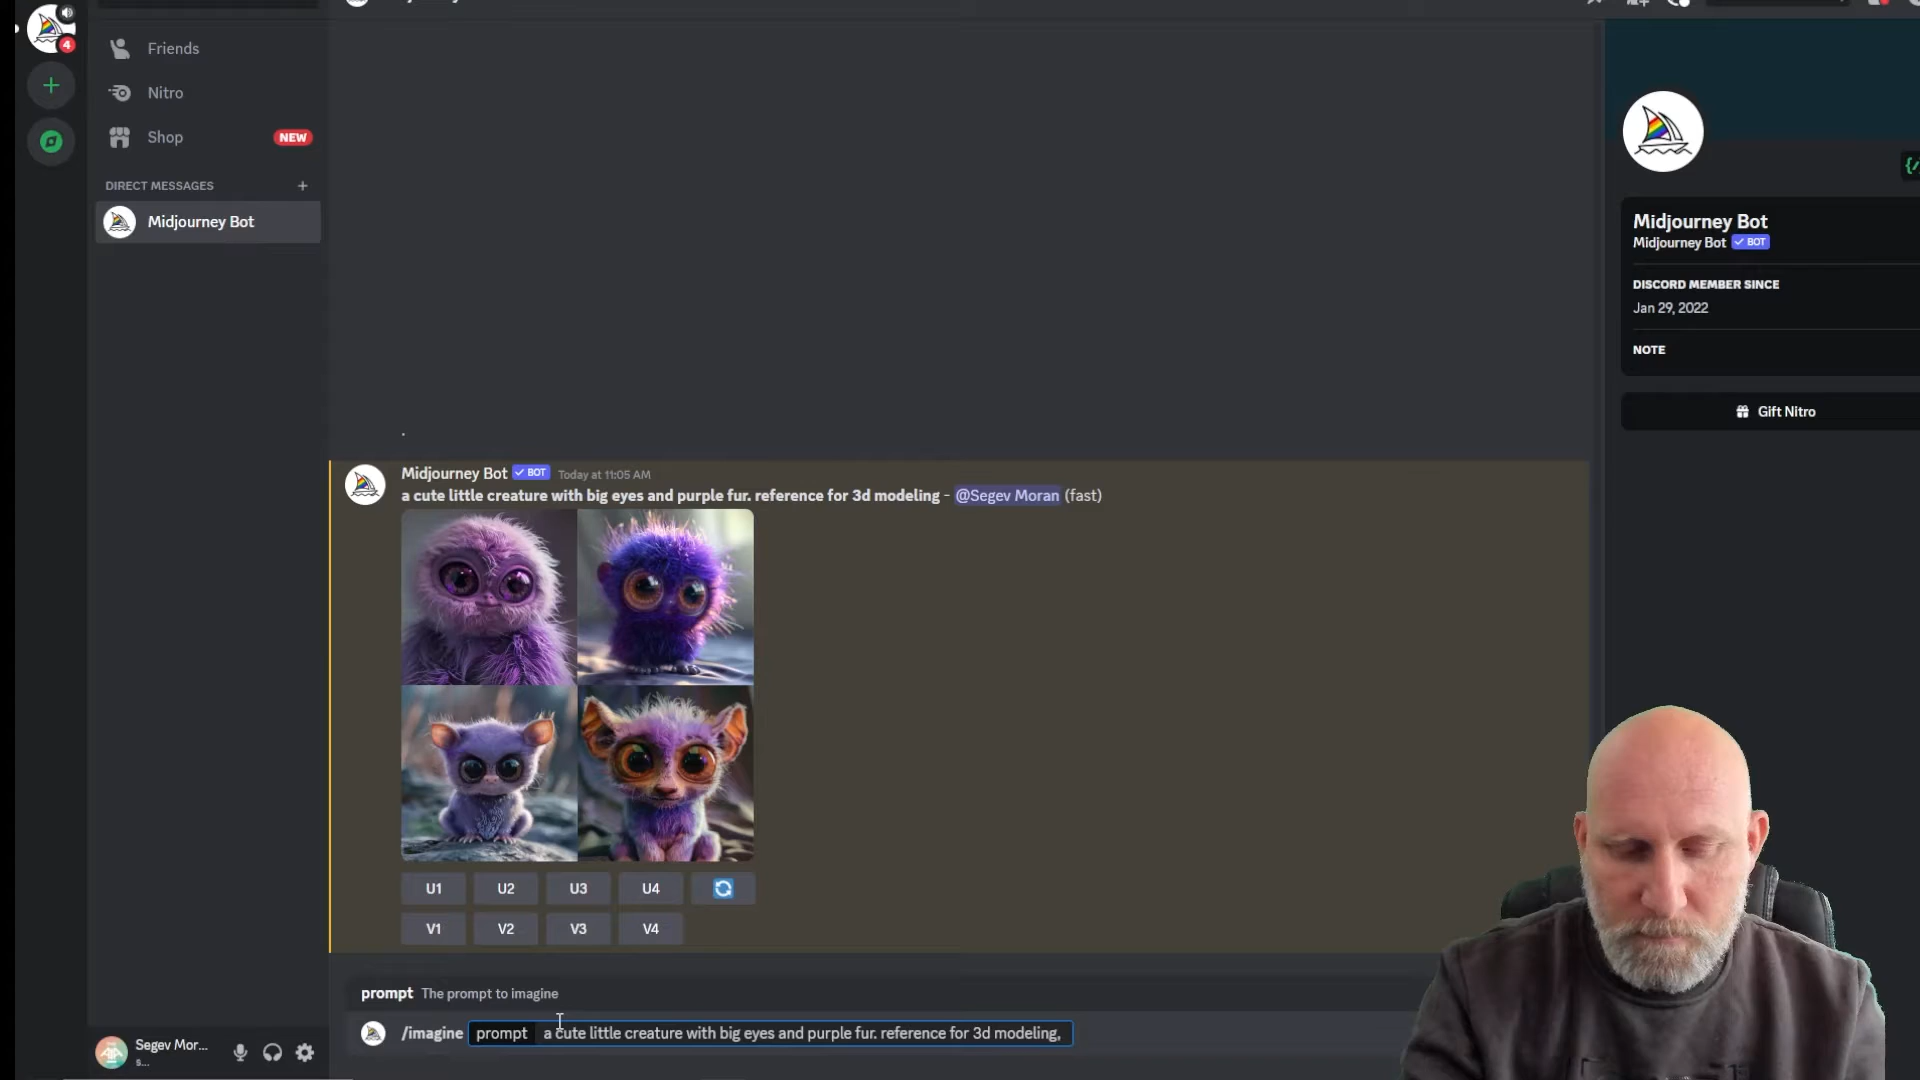 4
Friends
Nitro
Shop
NEW
DIRECT MESSAGES +
Midjourney Bot
Midjourney Bot
Midjourney Bot BOT
DISCORD MEMBER SINCE
Jan 29, 2022
NOTE
Gift Nitro
.
Midjourney Bot BOT Today at 11:05 AM
a cute little creature with big eyes and purple fur. reference for 3d modeling - @Segev Moran (fast)
U1 U2 U3 U4
V1 V2 V3 V4
prompt The prompt to imagine
/imagine prompt a cute little creature with big eyes and purple fur. reference for 3d modeling,
Segev Mor...
s...